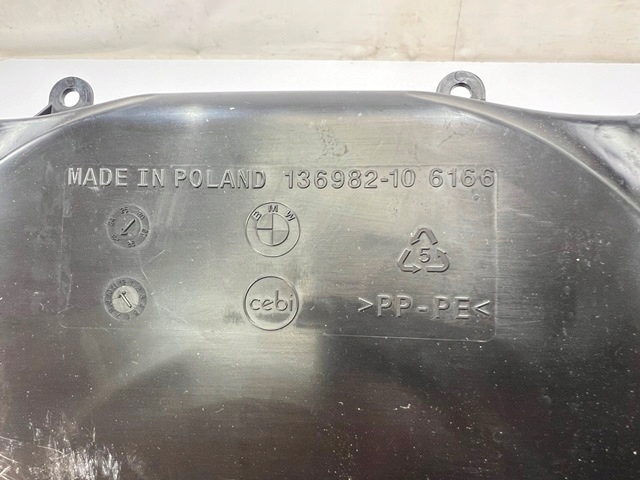 MADE IN POLAND 136982-10 6166
BMW
5
cebi
>PP-PE<